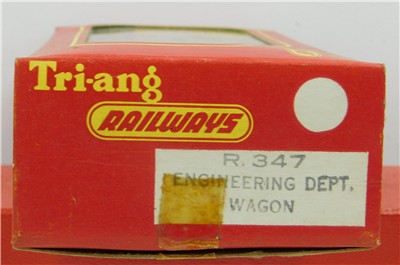 Tri-ang
RAILWAYS
R. 347
ENGINEERING DEPT,
WAGON